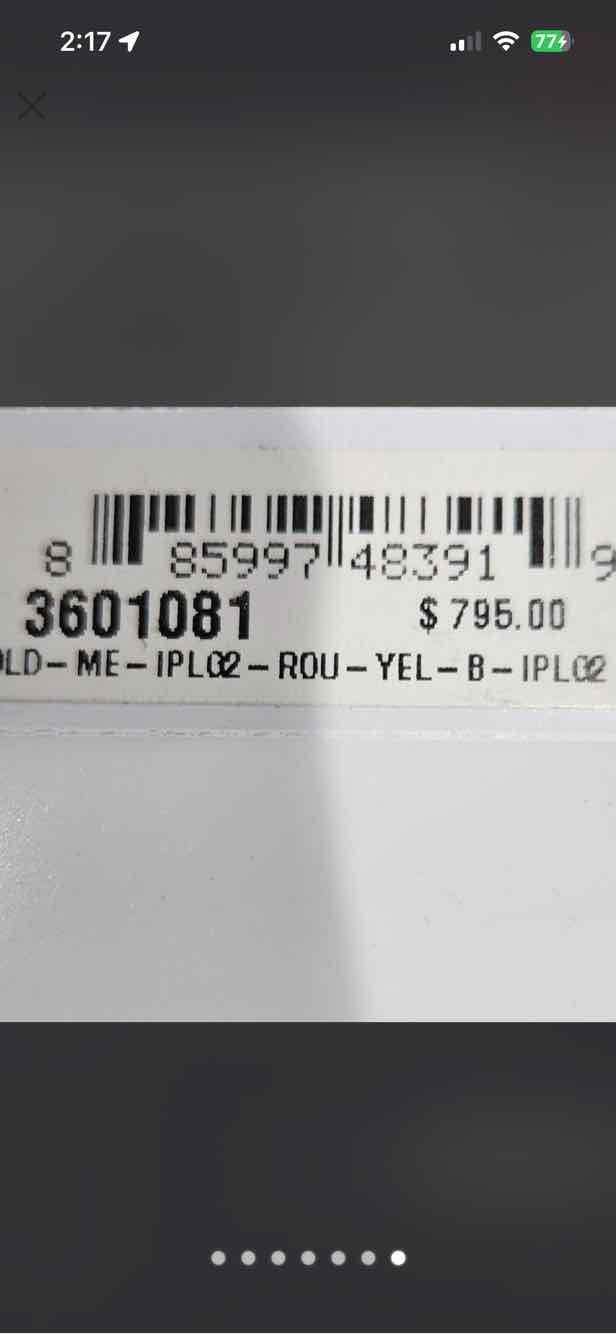 2:17
77
8 85997 48391 9
3601081 $795.00
LD-ME-IPL02-ROU-YEL-B-IPL02